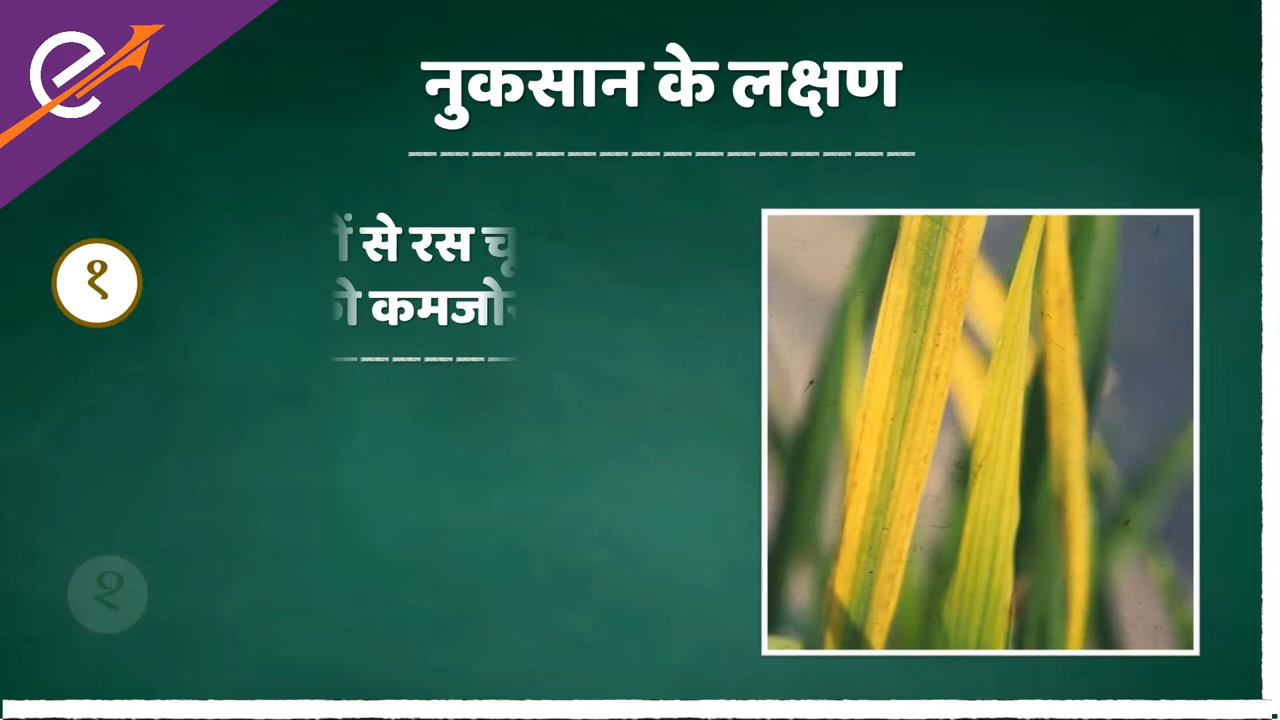 नुकसान के लक्षण
१
से रस
कमजो
२